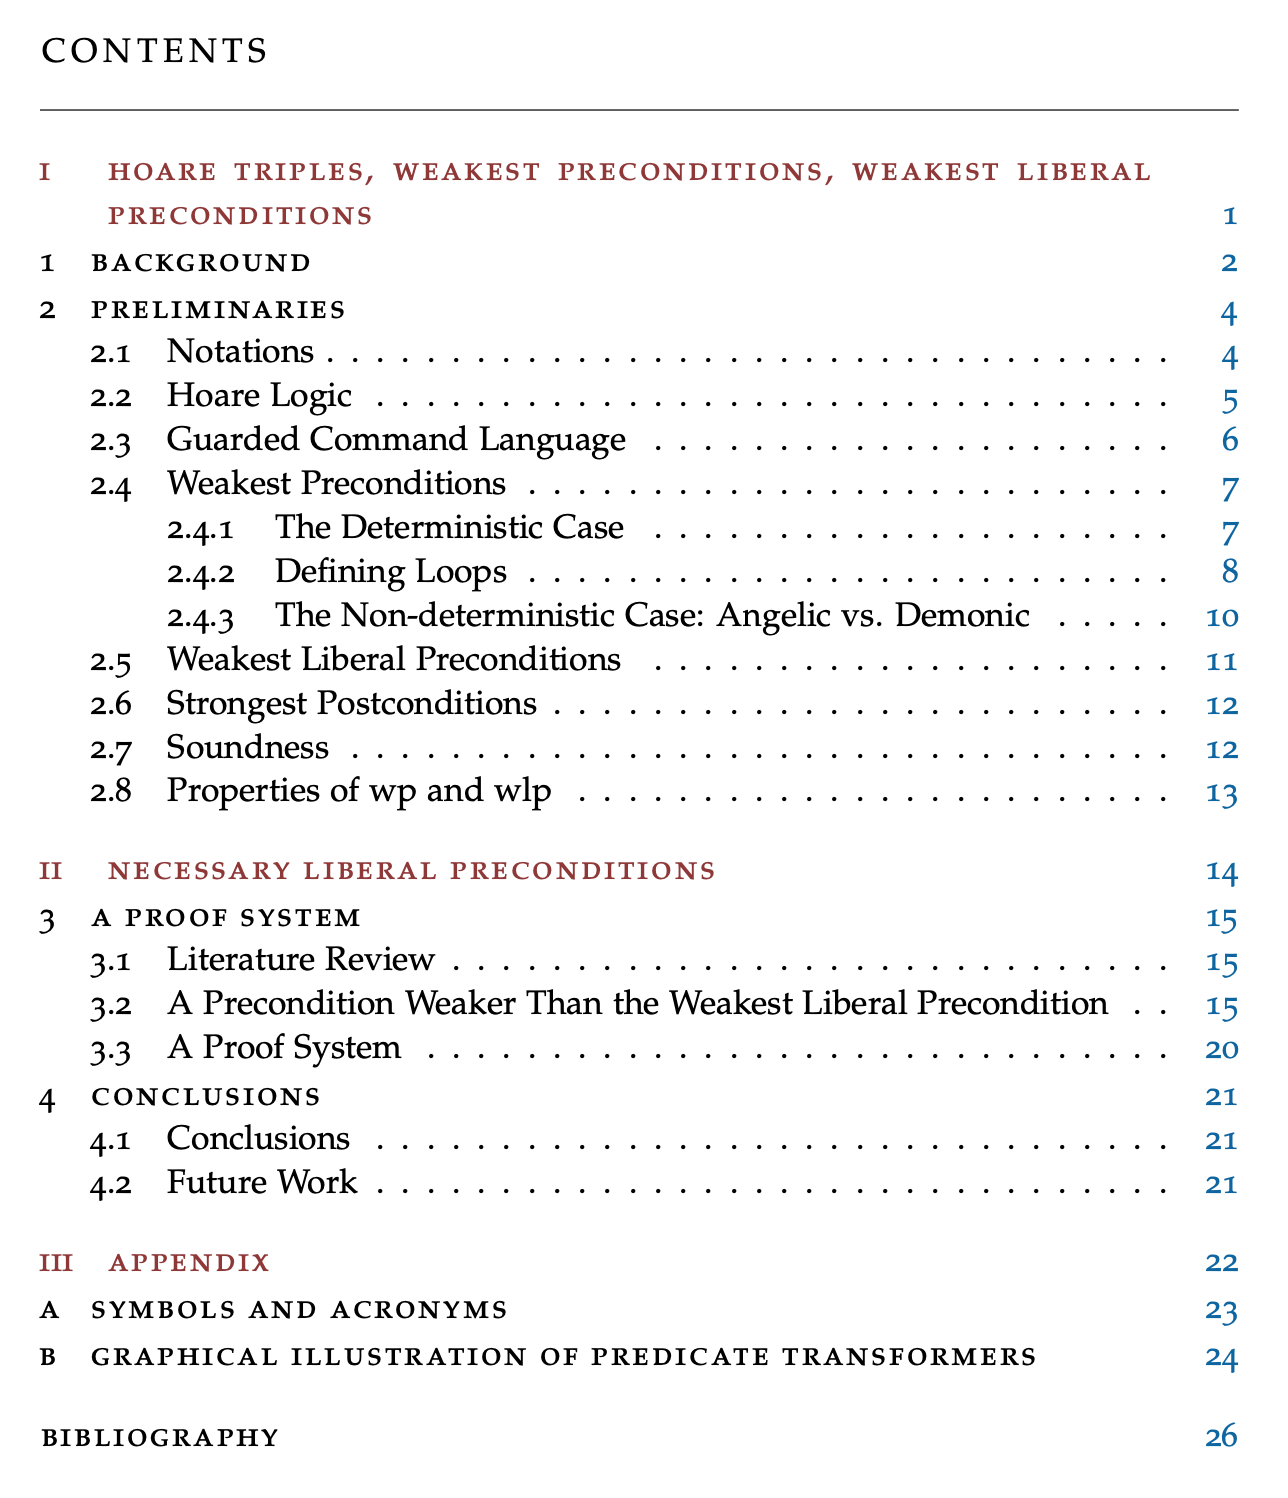 CONTENTS
I HOARE TRIPLES, WEAKEST PRECONDITIONS, WEAKEST LIBERAL
PRECONDITIONS 1
1 BACKGROUND 2
2 PRELIMINARIES 4
2.1 Notations . . . . . . . . . . . . . . . . . . . . . . . . . . . . . . . . . . 4
2.2 Hoare Logic . . . . . . . . . . . . . . . . . . . . . . . . . . . . . . . . 5
2.3 Guarded Command Language . . . . . . . . . . . . . . . . . . . . . 6
2.4 Weakest Preconditions . . . . . . . . . . . . . . . . . . . . . . . . . . 7
2.4.1 The Deterministic Case . . . . . . . . . . . . . . . . . . . . . 7
2.4.2 Defining Loops . . . . . . . . . . . . . . . . . . . . . . . . . . 8
2.4.3 The Non-deterministic Case: Angelic vs. Demonic . . . . . 10
2.5 Weakest Liberal Preconditions . . . . . . . . . . . . . . . . . . . . . 11
2.6 Strongest Postconditions . . . . . . . . . . . . . . . . . . . . . . . . . 12
2.7 Soundness . . . . . . . . . . . . . . . . . . . . . . . . . . . . . . . . . 12
2.8 Properties of wp and wlp . . . . . . . . . . . . . . . . . . . . . . . . 13
II NECESSARY LIBERAL PRECONDITIONS 14
3 A PROOF SYSTEM 15
3.1 Literature Review . . . . . . . . . . . . . . . . . . . . . . . . . . . . . 15
3.2 A Precondition Weaker Than the Weakest Liberal Precondition . . 15
3.3 A Proof System . . . . . . . . . . . . . . . . . . . . . . . . . . . . . . 20
4 CONCLUSIONS 21
4.1 Conclusions . . . . . . . . . . . . . . . . . . . . . . . . . . . . . . . . 21
4.2 Future Work . . . . . . . . . . . . . . . . . . . . . . . . . . . . . . . . 21
III APPENDIX 22
A SYMBOLS AND ACRONYMS 23
B GRAPHICAL ILLUSTRATION OF PREDICATE TRANSFORMERS 24
BIBLIOGRAPHY 26